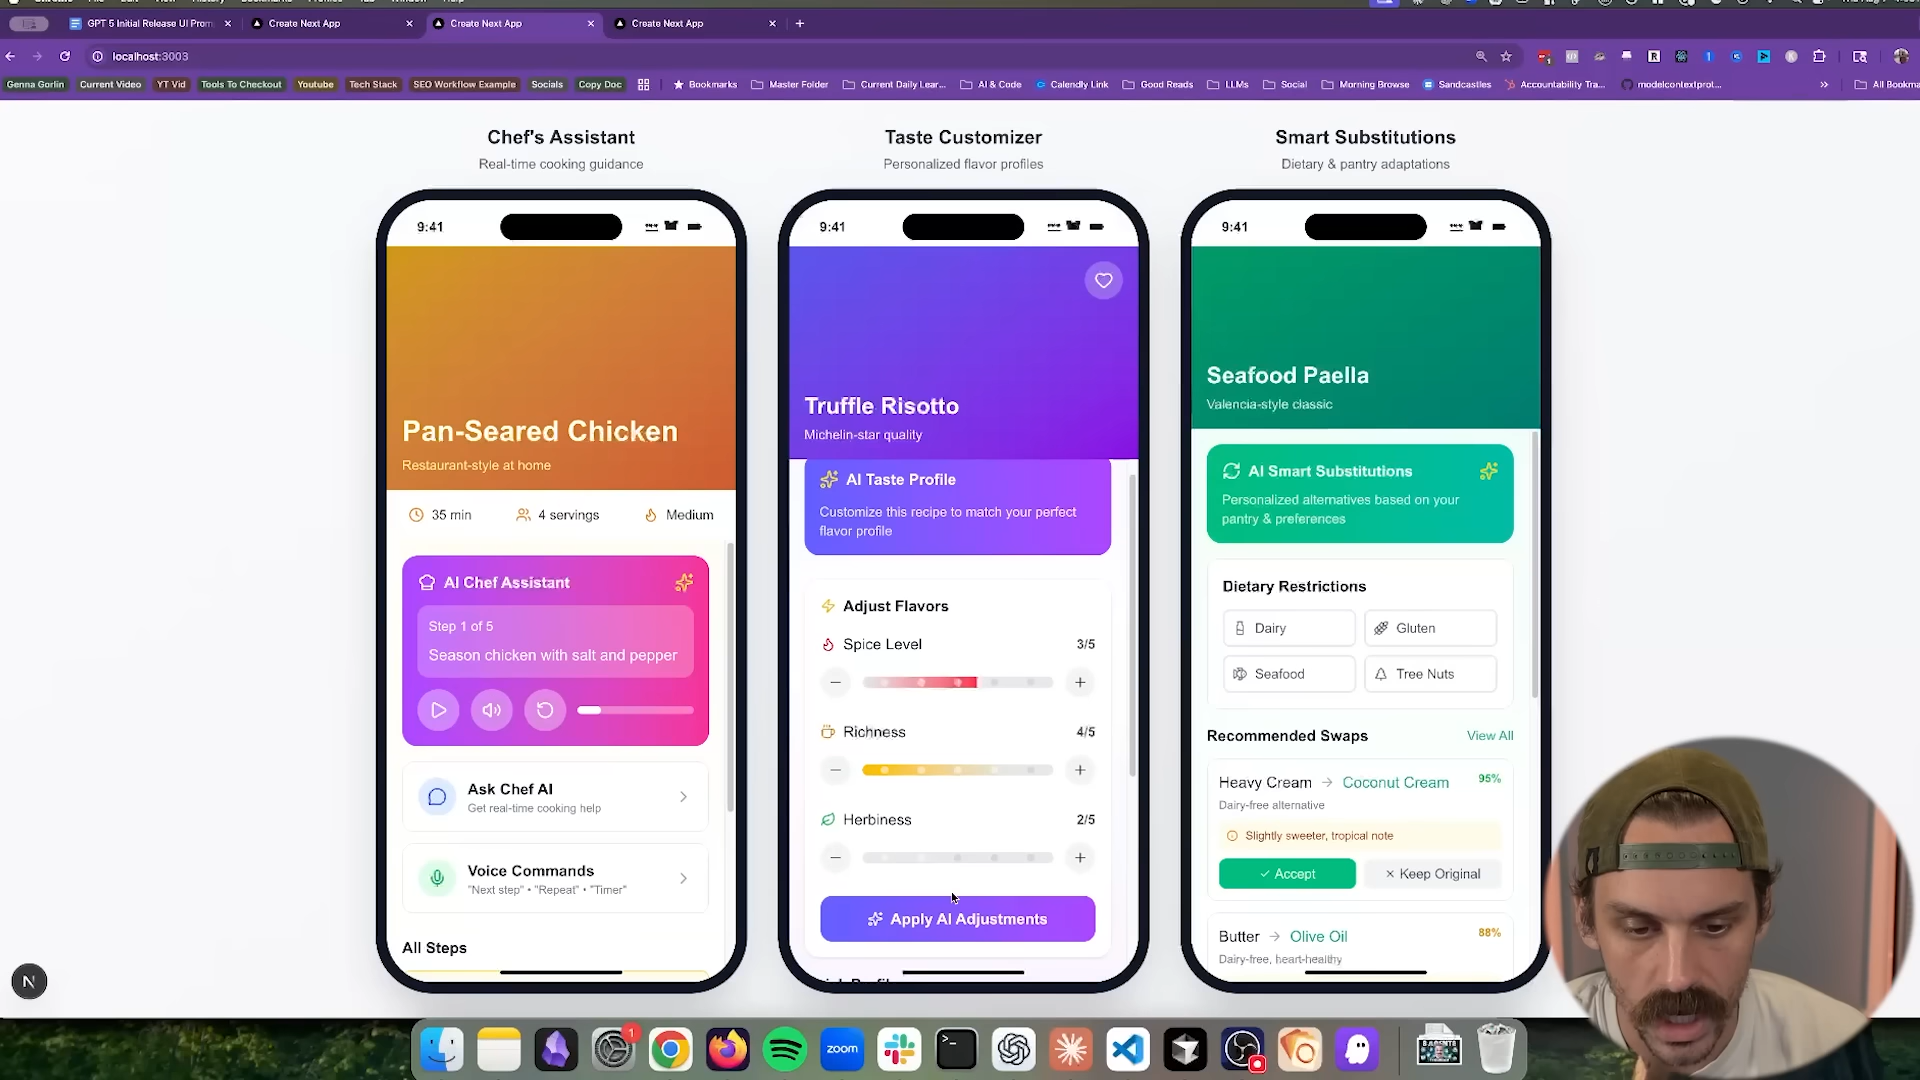 GPT 5 Initial Release UI Prom
Create Next App
Create Next App
Create Next App
localhost:3003
Genna Gorlin
Current Video
YT Vid
Tools To Checkout
Youtube
Tech Stack
SEO Workflow Example
Socials
Copy Doc
Bookmarks
Master Folder
Current Daily Lear...
AI & Code
Calendly Link
Good Reads
LLMs
Social
Morning Browse
Sandcastles
Accountability Tra...
modelcontextprot...
All Bookma
Chef's Assistant
Real-time cooking guidance
9:41
Pan-Seared Chicken
Restaurant-style at home
35 min
4 servings
Medium
AI Chef Assistant
Step 1 of 5
Season chicken with salt and pepper
Ask Chef AI
Get real-time cooking help
Voice Commands
"Next step" • "Repeat" • "Timer"
All Steps
Taste Customizer
Personalized flavor profiles
9:41
Truffle Risotto
Michelin-star quality
AI Taste Profile
Customize this recipe to match your perfect
flavor profile
Adjust Flavors
Spice Level 3/5
Richness 4/5
Herbiness 2/5
Apply AI Adjustments
Smart Substitutions
Dietary & pantry adaptations
9:41
Seafood Paella
Valencia-style classic
AI Smart Substitutions
Personalized alternatives based on your
pantry & preferences
Dietary Restrictions
Dairy
Gluten
Seafood
Tree Nuts
Recommended Swaps
View All
Heavy Cream → Coconut Cream 95%
Dairy-free alternative
Slightly sweeter, tropical note
✓ Accept
✕ Keep Original
Butter → Olive Oil 88%
Dairy-free, heart-healthy
N
1
zoom